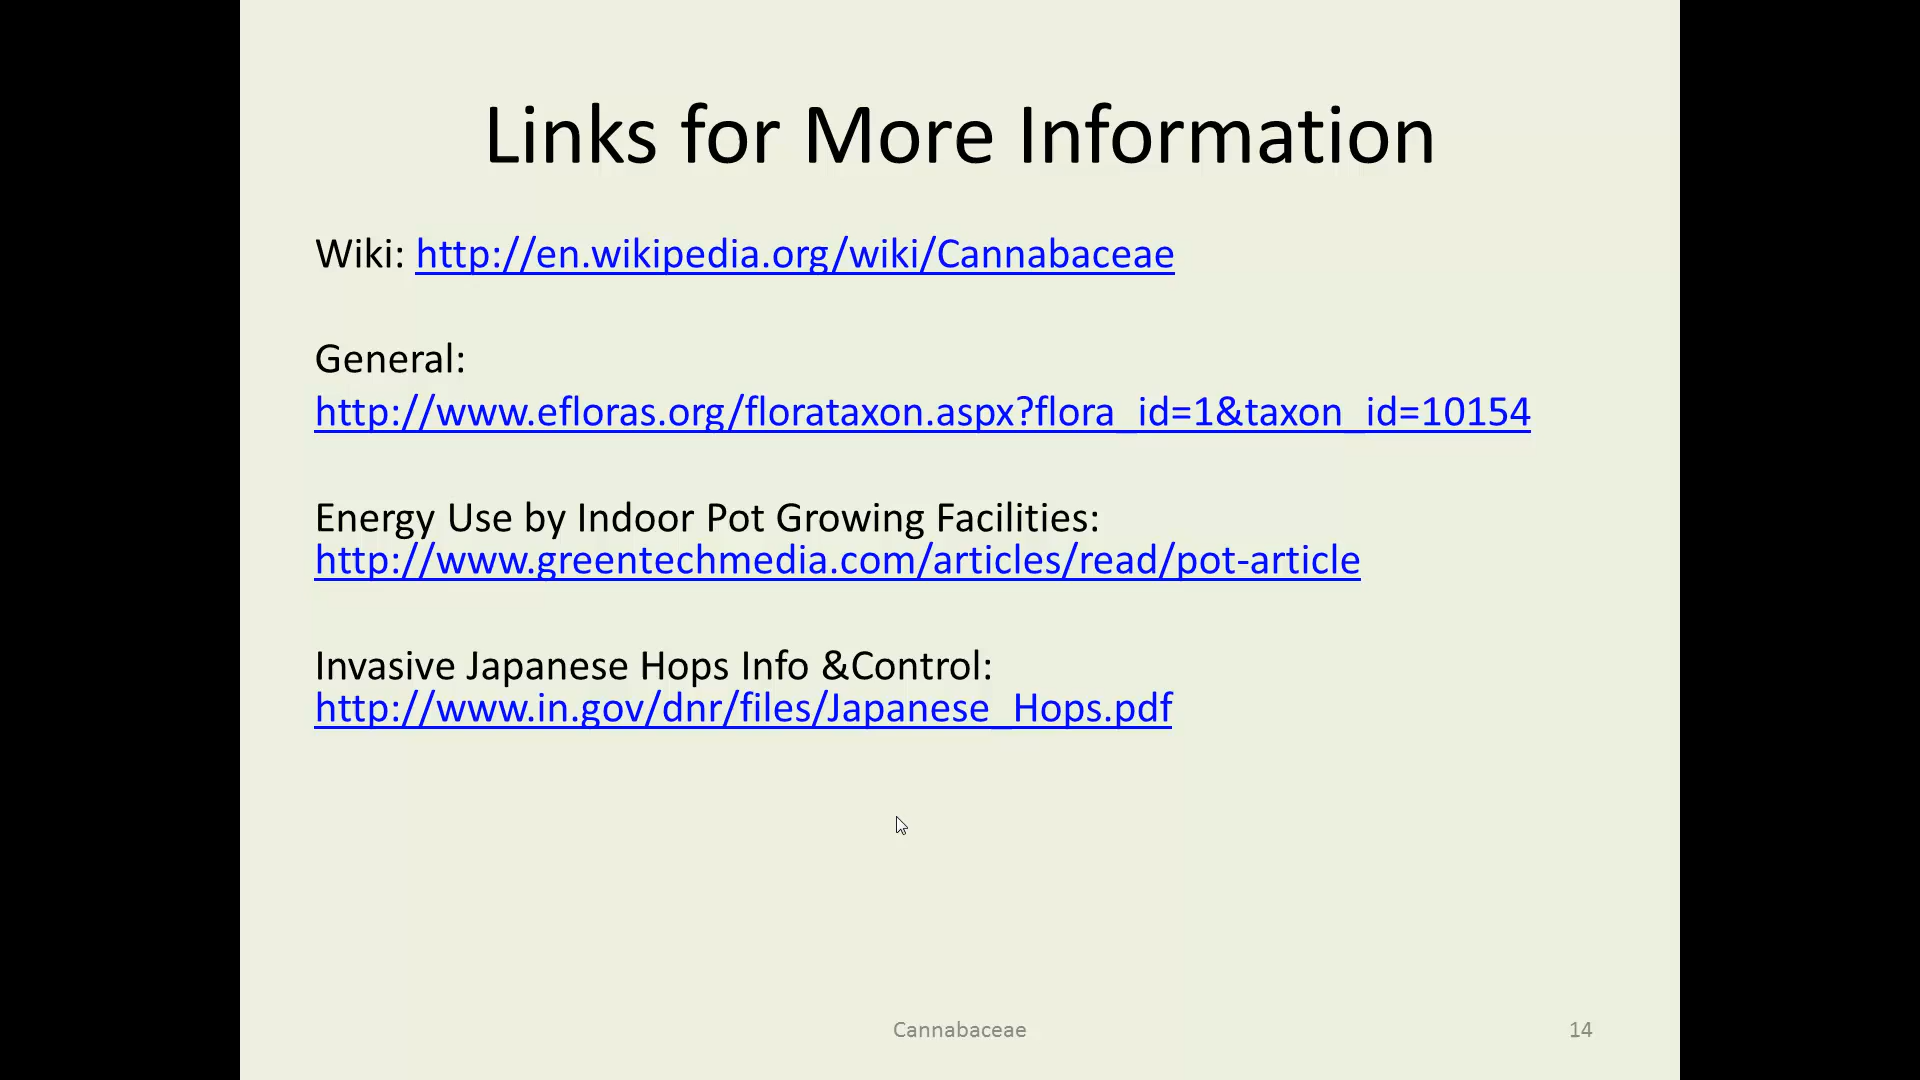 Links for More Information
Wiki: http://en.wikipedia.org/wiki/Cannabaceae
General:
http://www.efloras.org/florataxon.aspx?flora_id=1&taxon_id=10154
Energy Use by Indoor Pot Growing Facilities:
http://www.greentechmedia.com/articles/read/pot-article
Invasive Japanese Hops Info &Control:
http://www.in.gov/dnr/files/Japanese_Hops.pdf
Cannabaceae
14